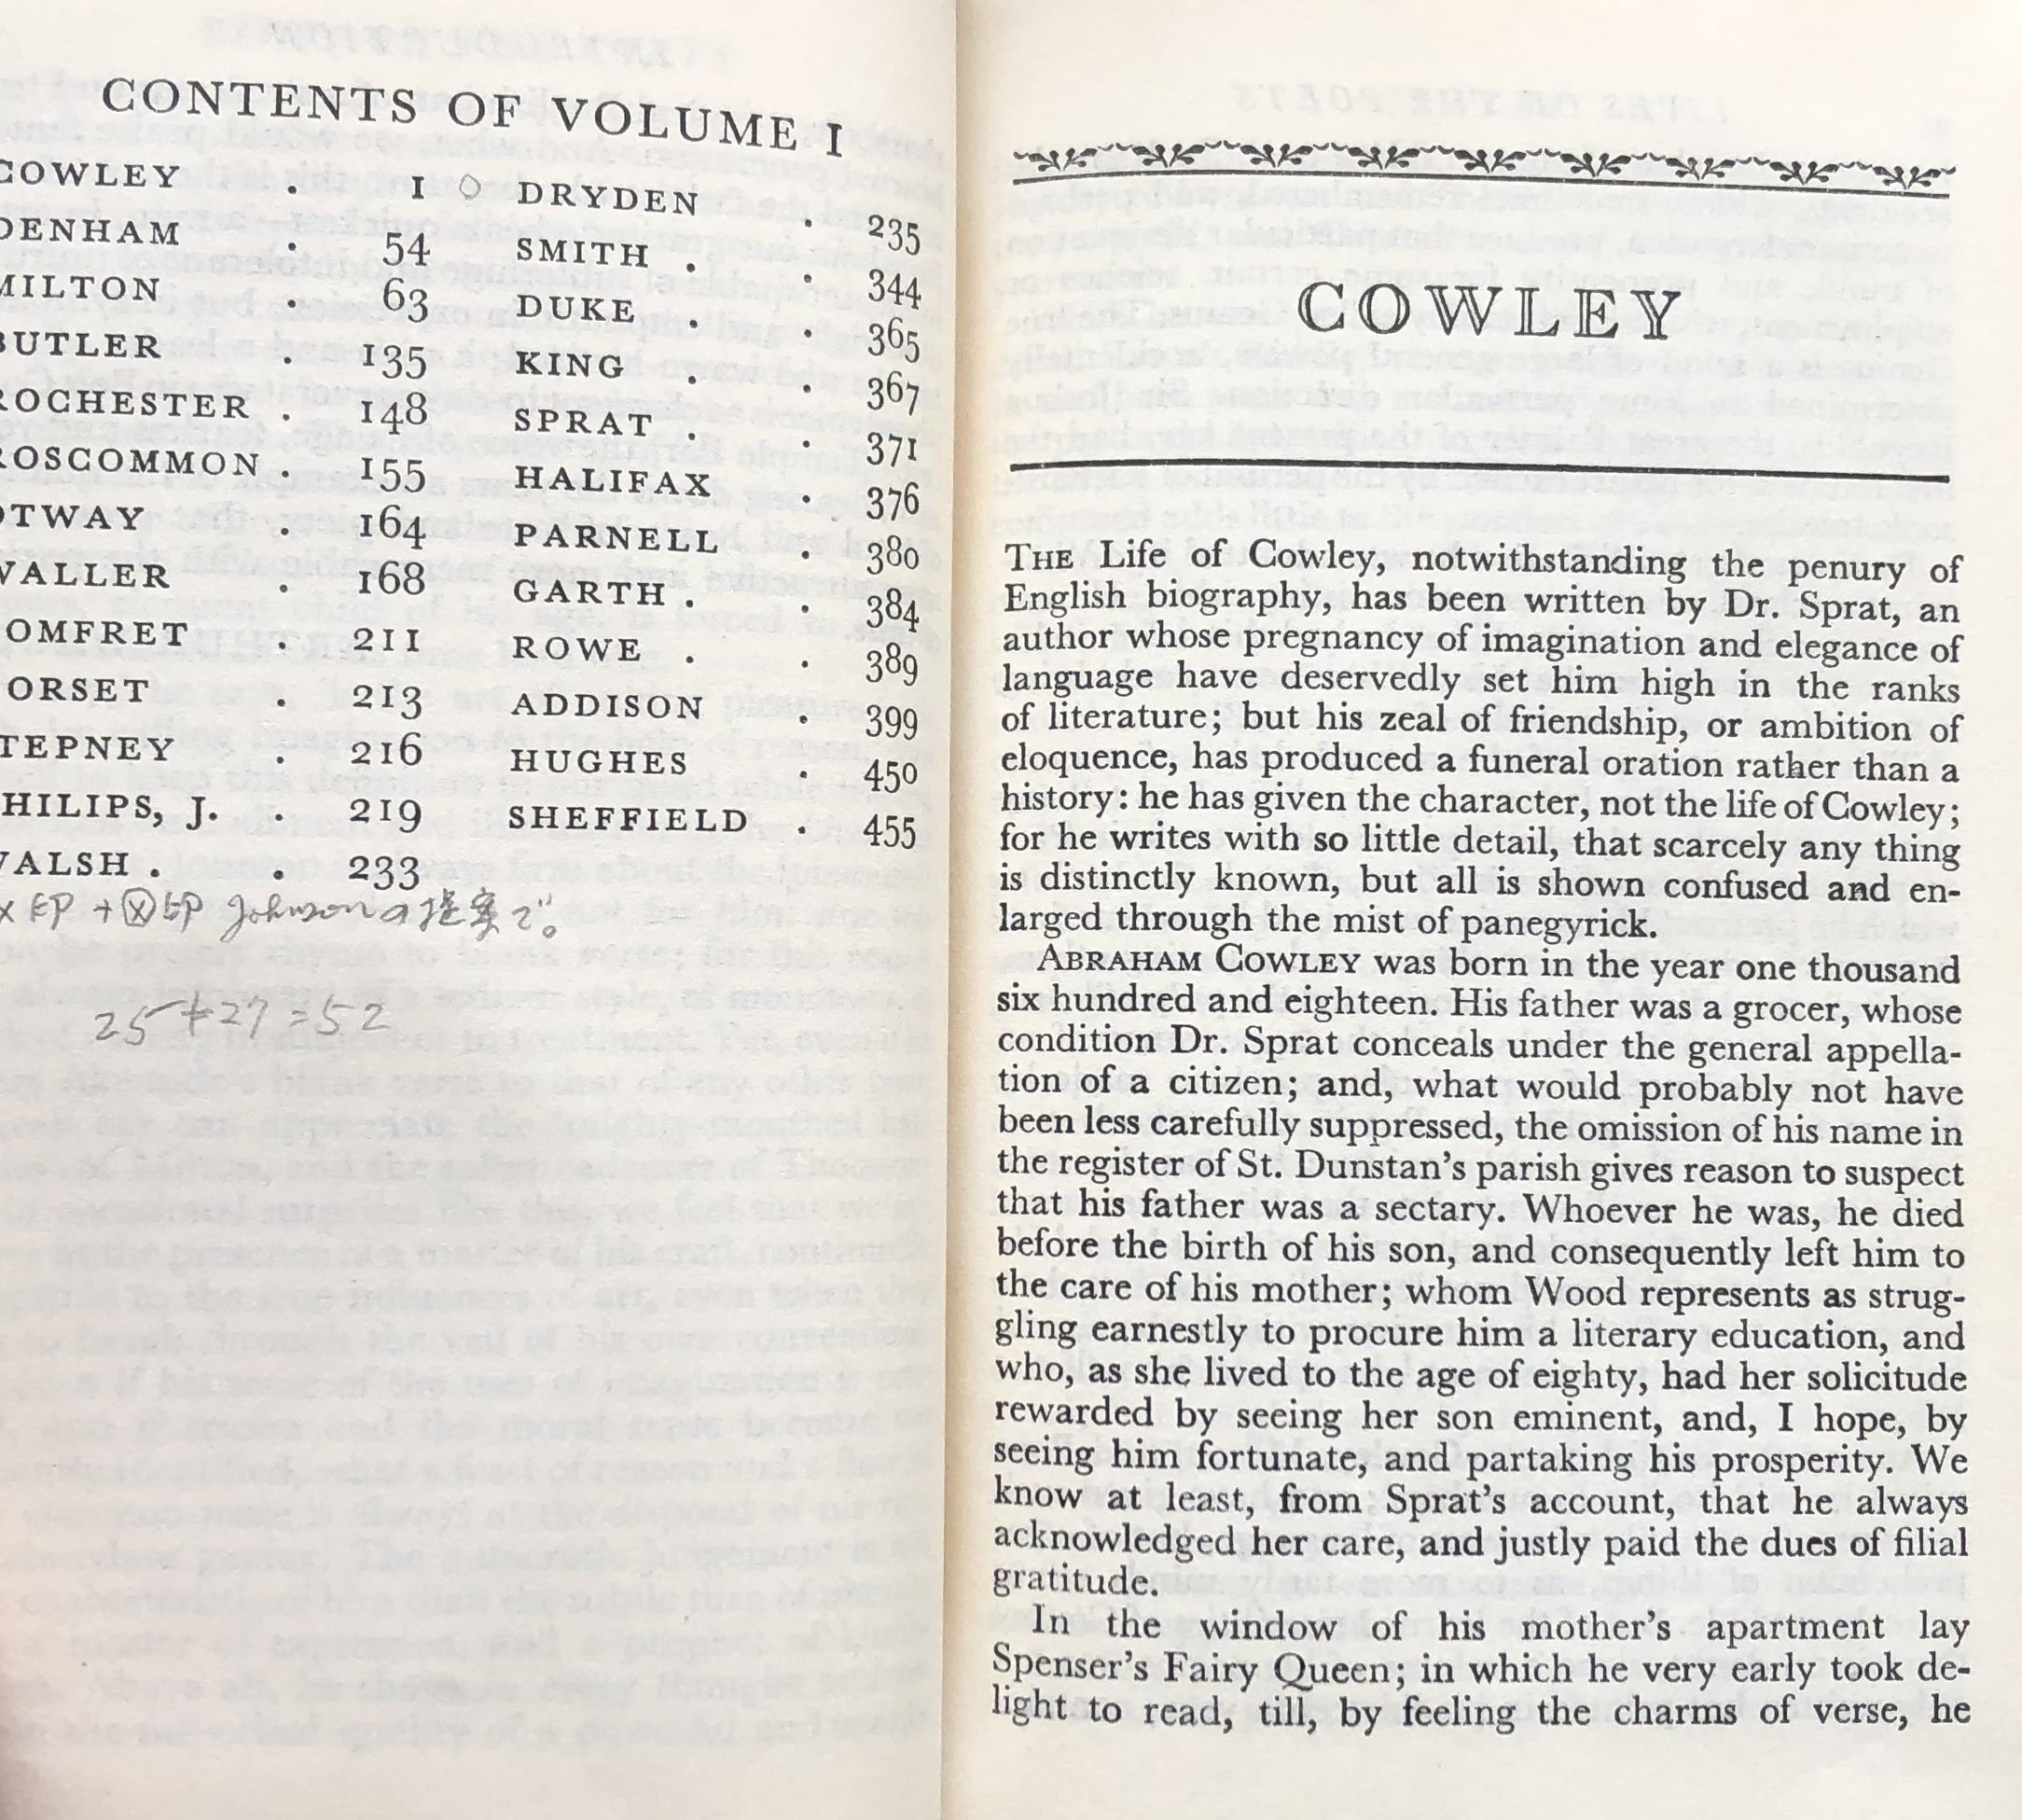 CONTENTS OF VOLUME I
COWLEY . 1
DENHAM . 54
MILTON . 63
BUTLER . 135
ROCHESTER . 148
ROSCOMMON . 155
OTWAY . 164
WALLER . 168
OMFRET . 211
ORSET . 213
TEPNEY . 216
HILIPS, J. . 219
WALSH . . 233
DRYDEN . 235
SMITH . . 344
DUKE . . 365
KING . . 367
SPRAT . . 371
HALIFAX . 376
PARNELL . 380
GARTH . . 384
ROWE . . 389
ADDISON . 399
HUGHES . 450
SHEFFIELD . 455
x印+⊗印 Johnsonの提案で。
25+27=52
COWLEY
THE Life of Cowley, notwithstanding the penury of
English biography, has been written by Dr. Sprat, an
author whose pregnancy of imagination and elegance of
language have deservedly set him high in the ranks
of literature; but his zeal of friendship, or ambition of
eloquence, has produced a funeral oration rather than a
history: he has given the character, not the life of Cowley;
for he writes with so little detail, that scarcely any thing
is distinctly known, but all is shown confused and en-
larged through the mist of panegyrick.
ABRAHAM COWLEY was born in the year one thousand
six hundred and eighteen. His father was a grocer, whose
condition Dr. Sprat conceals under the general appella-
tion of a citizen; and, what would probably not have
been less carefully suppressed, the omission of his name in
the register of St. Dunstan's parish gives reason to suspect
that his father was a sectary. Whoever he was, he died
before the birth of his son, and consequently left him to
the care of his mother; whom Wood represents as strug-
gling earnestly to procure him a literary education, and
who, as she lived to the age of eighty, had her solicitude
rewarded by seeing her son eminent, and, I hope, by
seeing him fortunate, and partaking his prosperity. We
know at least, from Sprat's account, that he always
acknowledged her care, and justly paid the dues of filial
gratitude.
In the window of his mother's apartment lay
Spenser's Fairy Queen; in which he very early took de-
light to read, till, by feeling the charms of verse, he